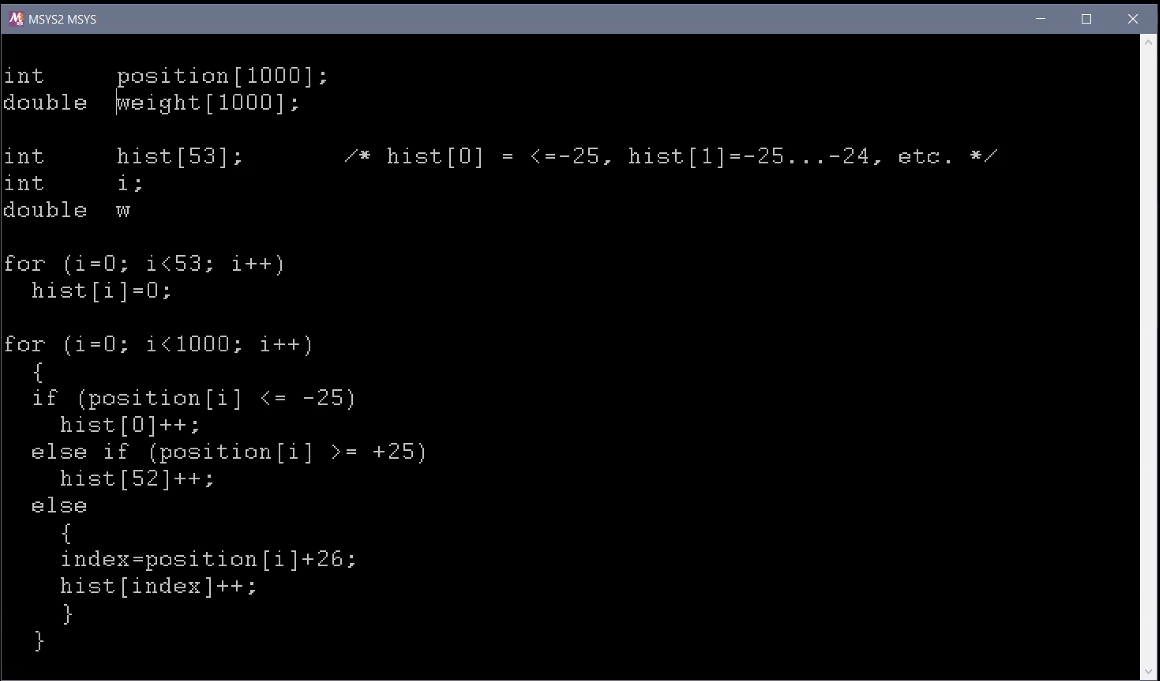 MSYS2 MSYS
int     position[1000];
double  weight[1000];
int     hist[53];       /* hist[0] = <=-25, hist[1]=-25...-24, etc. */
int     i;
double  w
for (i=0; i<53; i++)
  hist[i]=0;
for (i=0; i<1000; i++)
  {
  if (position[i] <= -25)
    hist[0]++;
  else if (position[i] >= +25)
    hist[52]++;
  else
    {
    index=position[i]+26;
    hist[index]++;
    }
  }